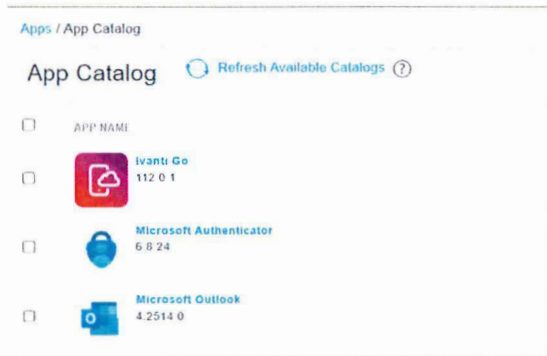 Apps / App Catalog
App Catalog Refresh Available Catalogs ?
APP NAME
Ivanti Go
112 0 1
Microsoft Authenticator
6 8 24
Microsoft Outlook
4.2514 0